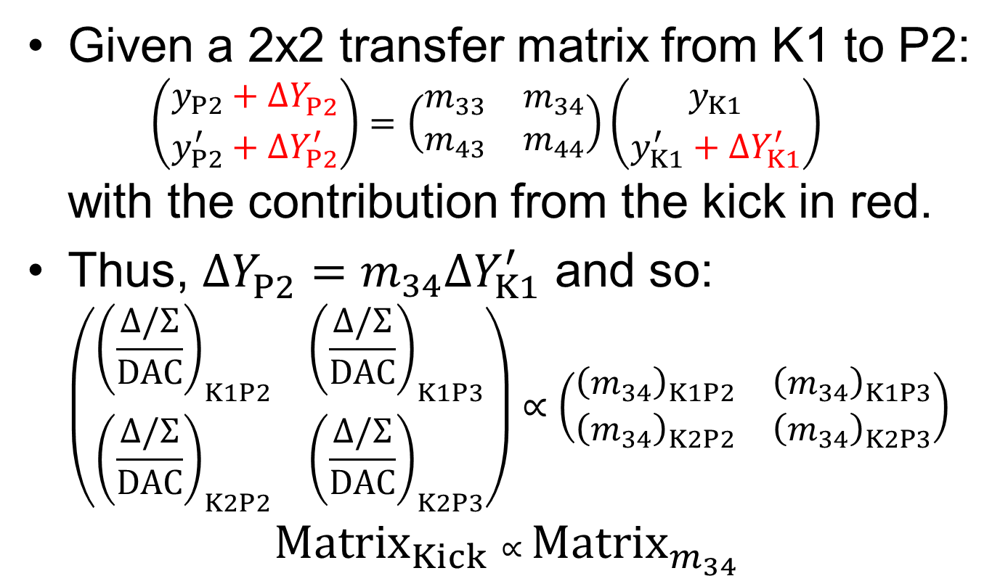 • Given a 2x2 transfer matrix from K1 to P2:
$\begin{pmatrix} y_{\mathrm{P2}} + \Delta Y_{\mathrm{P2}} \\ y'_{\mathrm{P2}} + \Delta Y'_{\mathrm{P2}} \end{pmatrix} = \begin{pmatrix} m_{33} & m_{34} \\ m_{43} & m_{44} \end{pmatrix} \begin{pmatrix} y_{\mathrm{K1}} \\ y'_{\mathrm{K1}} + \Delta Y'_{\mathrm{K1}} \end{pmatrix}$
with the contribution from the kick in red.
• Thus, $\Delta Y_{\mathrm{P2}} = m_{34} \Delta Y'_{\mathrm{K1}}$ and so:
$\begin{pmatrix} \left(\frac{\Delta/\Sigma}{\mathrm{DAC}}\right)_{\mathrm{K1P2}} & \left(\frac{\Delta/\Sigma}{\mathrm{DAC}}\right)_{\mathrm{K1P3}} \\ \left(\frac{\Delta/\Sigma}{\mathrm{DAC}}\right)_{\mathrm{K2P2}} & \left(\frac{\Delta/\Sigma}{\mathrm{DAC}}\right)_{\mathrm{K2P3}} \end{pmatrix} \propto \begin{pmatrix} (m_{34})_{\mathrm{K1P2}} & (m_{34})_{\mathrm{K1P3}} \\ (m_{34})_{\mathrm{K2P2}} & (m_{34})_{\mathrm{K2P3}} \end{pmatrix}$
$\mathrm{Matrix}_{\mathrm{Kick}} \propto \mathrm{Matrix}_{m_{34}}$